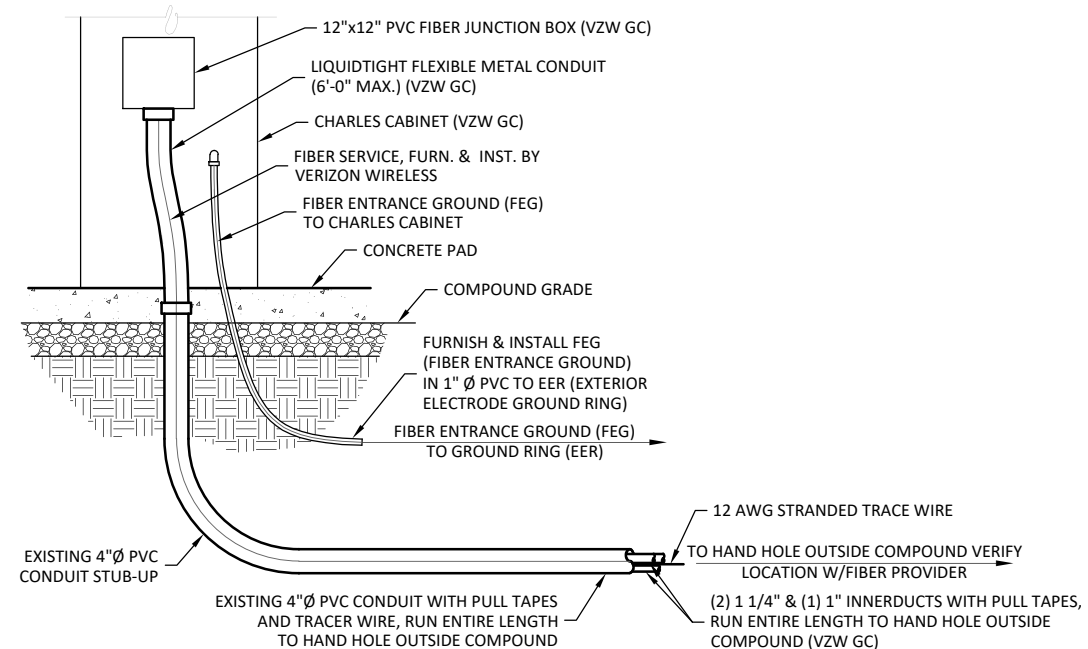 12"x12" PVC FIBER JUNCTION BOX (VZW GC)
LIQUIDTIGHT FLEXIBLE METAL CONDUIT
(6'-0" MAX.) (VZW GC)
CHARLES CABINET (VZW GC)
FIBER SERVICE, FURN. & INST. BY
VERIZON WIRELESS
FIBER ENTRANCE GROUND (FEG)
TO CHARLES CABINET
CONCRETE PAD
COMPOUND GRADE
FURNISH & INSTALL FEG
(FIBER ENTRANCE GROUND)
IN 1" Ø PVC TO EER (EXTERIOR
ELECTRODE GROUND RING)
FIBER ENTRANCE GROUND (FEG)
TO GROUND RING (EER)
12 AWG STRANDED TRACE WIRE
TO HAND HOLE OUTSIDE COMPOUND VERIFY
LOCATION W/FIBER PROVIDER
EXISTING 4"Ø PVC
CONDUIT STUB-UP
EXISTING 4"Ø PVC CONDUIT WITH PULL TAPES
AND TRACER WIRE, RUN ENTIRE LENGTH
TO HAND HOLE OUTSIDE COMPOUND
(2) 1 1/4" & (1) 1" INNERDUCTS WITH PULL TAPES,
RUN ENTIRE LENGTH TO HAND HOLE OUTSIDE
COMPOUND (VZW GC)